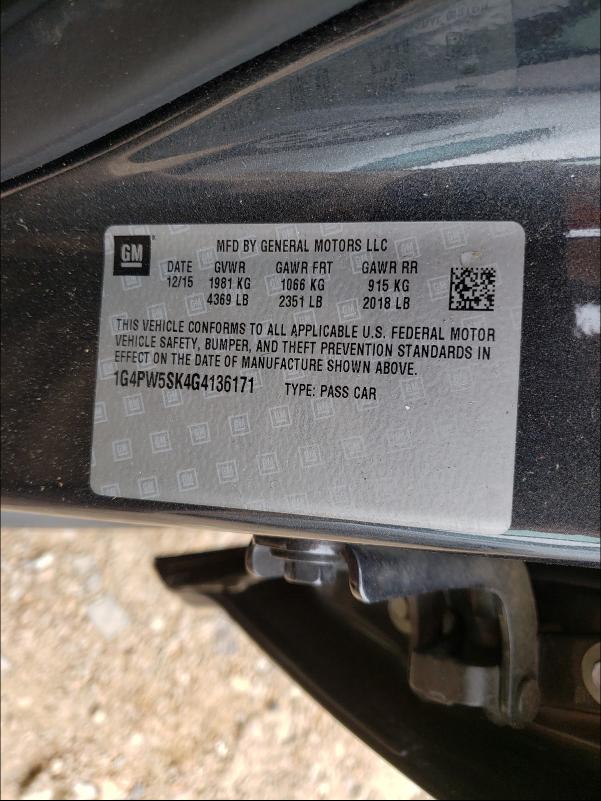 GM
MFD BY GENERAL MOTORS LLC
DATE GVWR GAWR FRT GAWR RR
12/15 1981 KG 1066 KG 915 KG
4369 LB 2351 LB 2018 LB
THIS VEHICLE CONFORMS TO ALL APPLICABLE U.S. FEDERAL MOTOR
VEHICLE SAFETY, BUMPER, AND THEFT PREVENTION STANDARDS IN
EFFECT ON THE DATE OF MANUFACTURE SHOWN ABOVE.
1G4PW5SK4G4136171 TYPE: PASS CAR